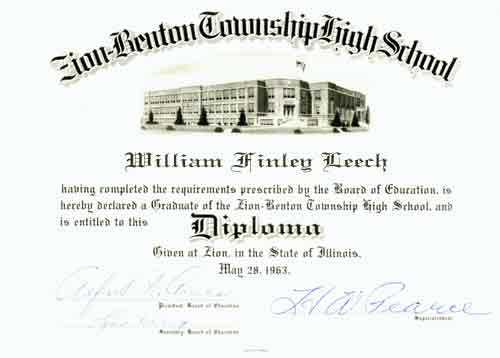 Zion-Benton Township High School
William Finley Leech
having completed the requirements prescribed by the Board of Education, is
hereby declared a Graduate of the Zion-Benton Township High School, and
is entitled to this Diploma
Given at Zion, in the State of Illinois,
May 28, 1963.
President Board of Education
H W Pearce
Superintendent
Secretary Board of Education